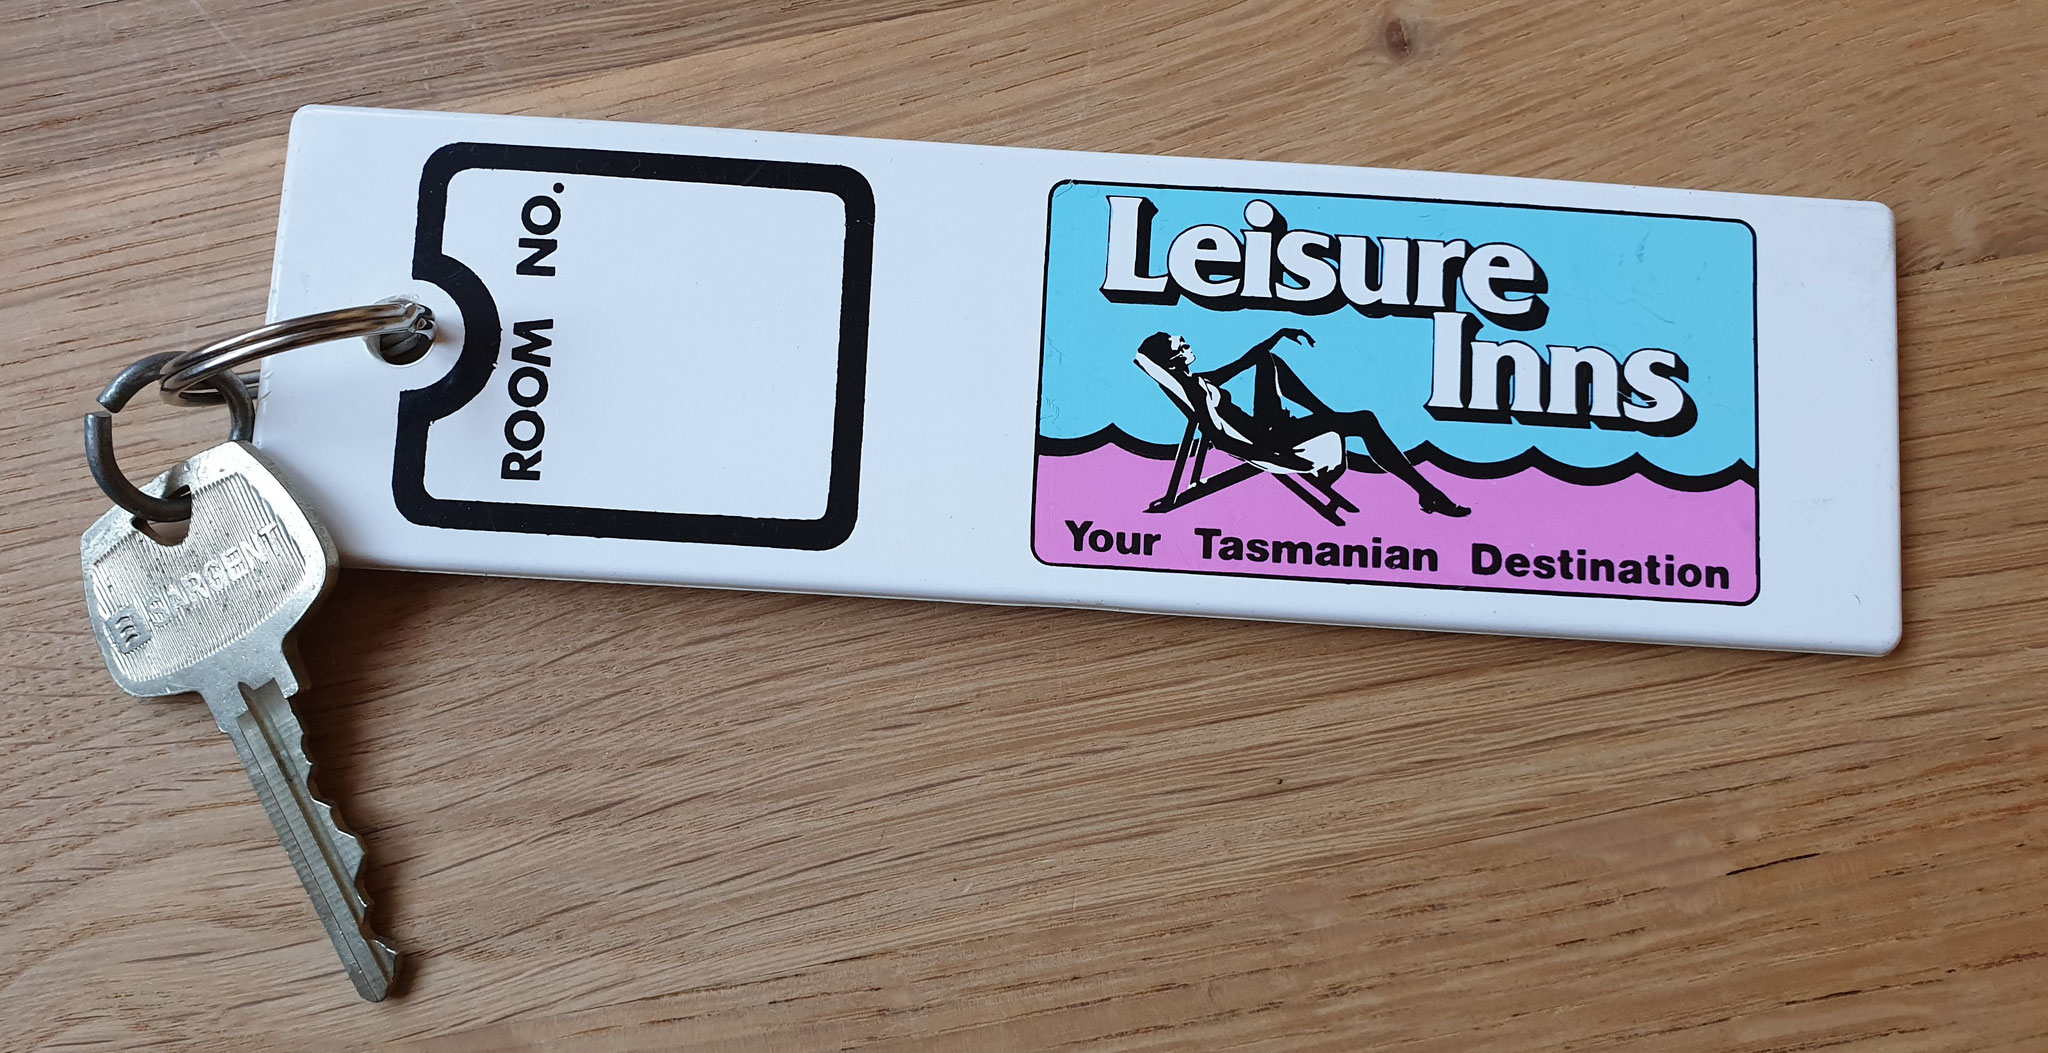 ROOM NO.
Leisure
Inns
Your Tasmanian Destination
SARGENT